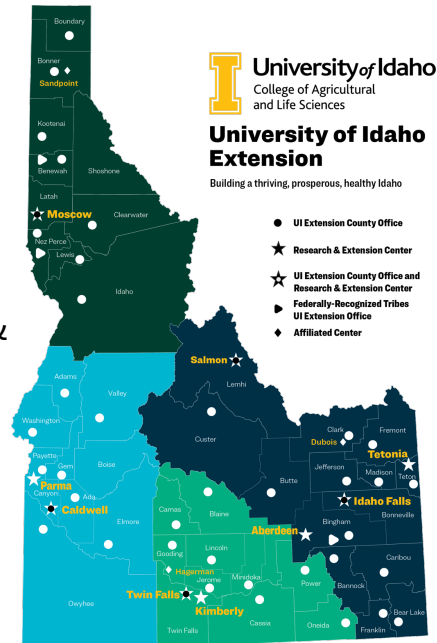 University of Idaho
College of Agricultural
and Life Sciences
University of Idaho
Extension
Building a thriving, prosperous, healthy Idaho
UI Extension County Office
Research & Extension Center
UI Extension County Office and
Research & Extension Center
Federally-Recognized Tribes
UI Extension Office
Affiliated Center
Boundary
Bonner
Sandpoint
Kootenai
Benewah
Shoshone
Latah
Moscow
Clearwater
Nez Perce
Lewis
Idaho
Adams
Valley
Washington
Payette
Gem
Boise
Parma
Canyon
Ada
Caldwell
Elmore
Owyhee
Salmon
Lemhi
Custer
Clark
Fremont
Dubois
Tetonia
Jefferson
Madison
Teton
Butte
Idaho Falls
Bonneville
Bingham
Aberdeen
Caribou
Bannock
Power
Bear Lake
Franklin
Oneida
Camas
Blaine
Gooding
Lincoln
Hagerman
Jerome
Minidoka
Twin Falls
Kimberly
Cassia
Twin Falls